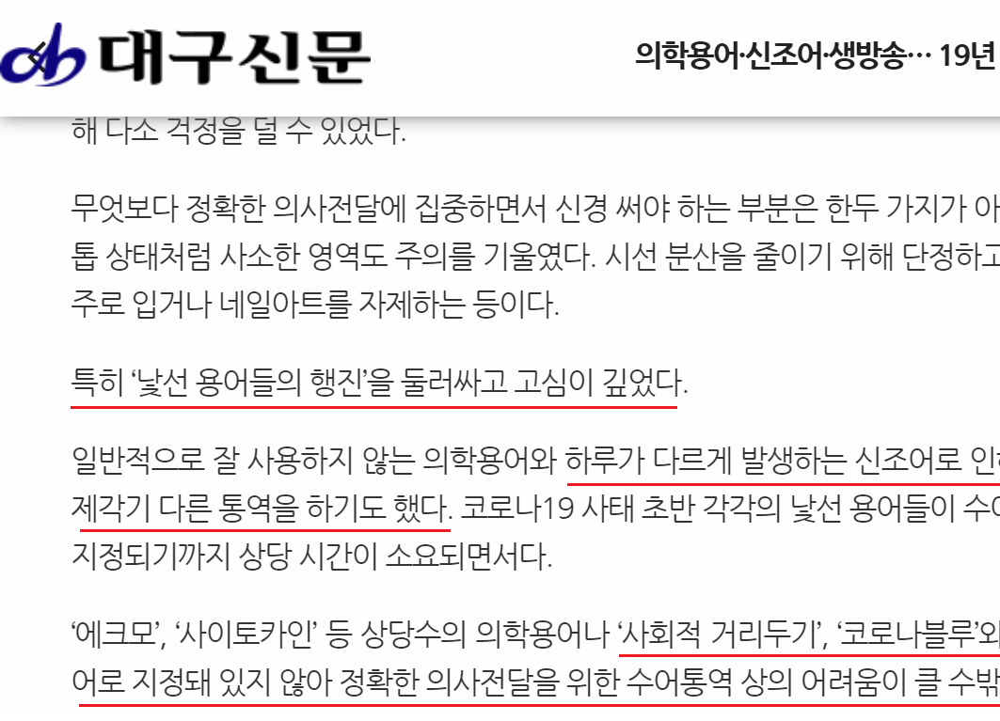 대구신문
의학용어·신조어·생방송… 19년
해 다소 걱정을 덜 수 있었다.
무엇보다 정확한 의사전달에 집중하면서 신경 써야 하는 부분은 한두 가지가 아
톱 상태처럼 사소한 영역도 주의를 기울였다. 시선 분산을 줄이기 위해 단정하고
주로 입거나 네일아트를 자제하는 등이다.
특히 ‘낯선 용어들의 행진’을 둘러싸고 고심이 깊었다.
일반적으로 잘 사용하지 않는 의학용어와 하루가 다르게 발생하는 신조어로 인해
제각기 다른 통역을 하기도 했다. 코로나19 사태 초반 각각의 낯선 용어들이 수어
지정되기까지 상당 시간이 소요되면서다.
‘에크모’, ‘사이토카인’ 등 상당수의 의학용어나 ‘사회적 거리두기’, ‘코로나블루’와
어로 지정돼 있지 않아 정확한 의사전달을 위한 수어통역 상의 어려움이 클 수밖